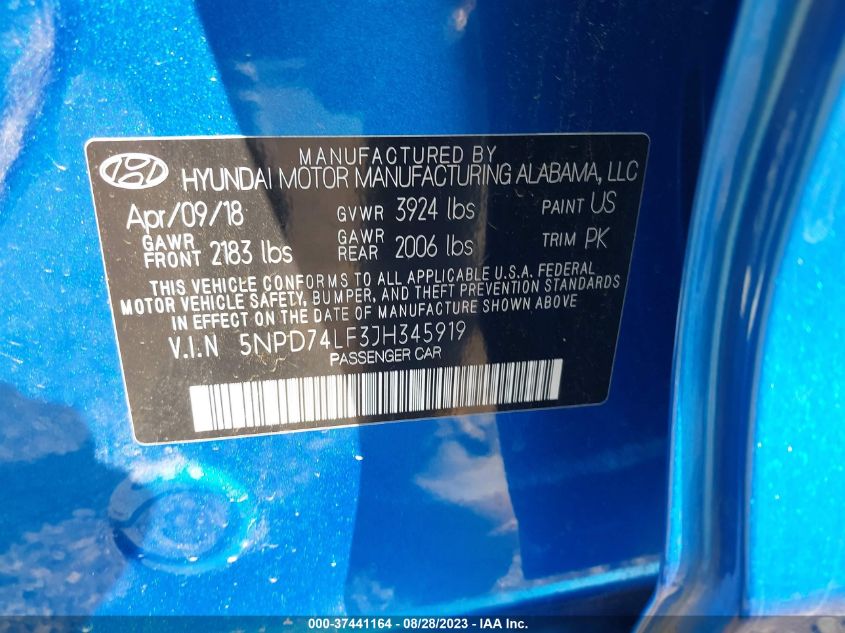 MANUFACTURED BY
HYUNDAI MOTOR MANUFACTURING ALABAMA, LLC
Apr/09/18 GVWR 3924 lbs PAINT US
GAWR FRONT 2183 lbs GAWR REAR 2006 lbs TRIM PK
THIS VEHICLE CONFORMS TO ALL APPLICABLE U.S.A. FEDERAL
MOTOR VEHICLE SAFETY, BUMPER, AND THEFT PREVENTION STANDARDS
IN EFFECT ON THE DATE OF MANUFACTURE SHOWN ABOVE
V.I.N 5NPD74LF3JH345919
PASSENGER CAR
000-37441164 | 08/28/2023 | IAA Inc.